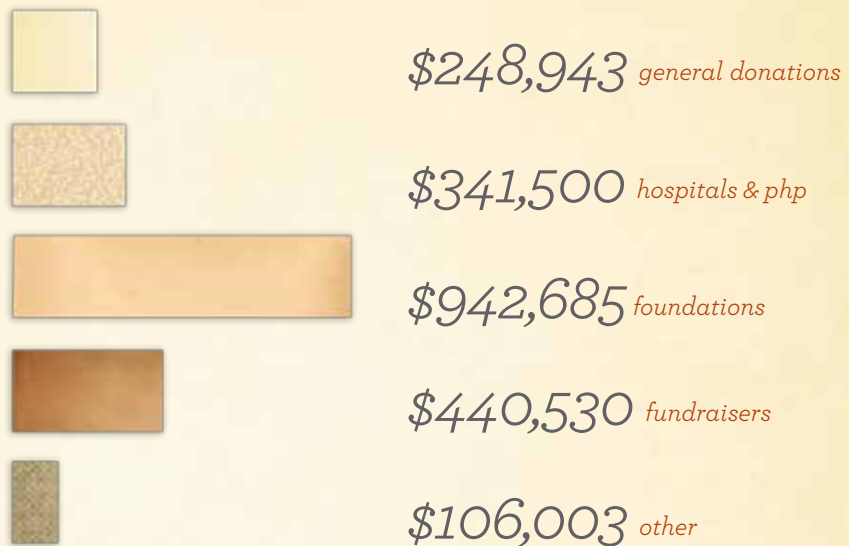 $248,943 general donations
$341,500 hospitals & php
$942,685 foundations
$440,530 fundraisers
$106,003 other